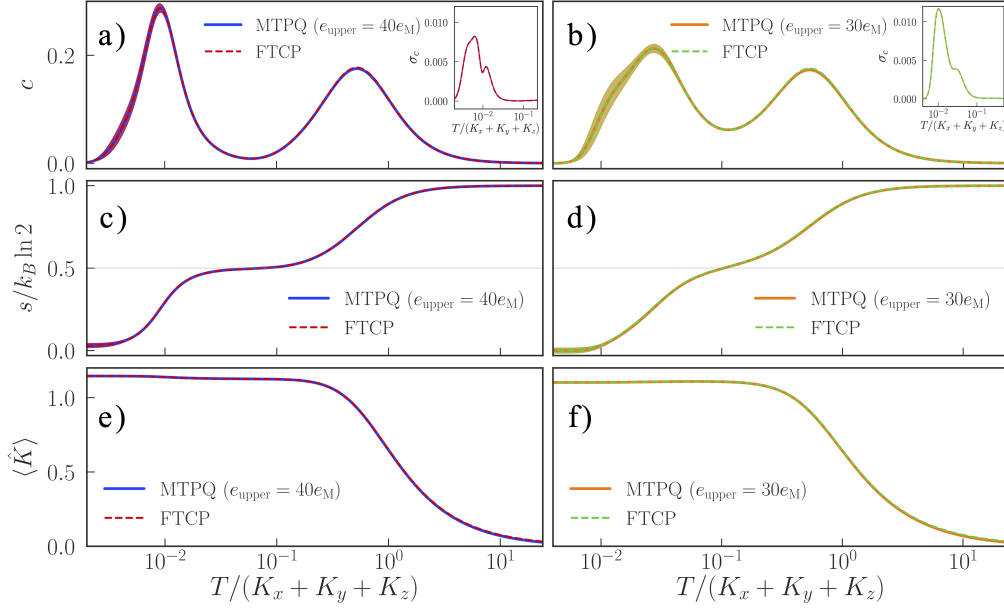 a)
MTPQ (e_upper = 40e_M)
FTCP
0.2
0.0
c
0.010
0.005
0.000
σ_c
10^-2
10^-1
T/(K_x + K_y + K_z)
b)
MTPQ (e_upper = 30e_M)
FTCP
0.010
0.005
0.000
σ_c
10^-2
10^-1
T/(K_x + K_y + K_z)
c)
1.0
0.5
0.0
s/k_B ln 2
MTPQ (e_upper = 40e_M)
FTCP
d)
MTPQ (e_upper = 30e_M)
FTCP
e)
1.0
0.0
⟨K̂⟩
MTPQ (e_upper = 40e_M)
FTCP
10^-2
10^-1
10^0
10^1
T/(K_x + K_y + K_z)
f)
MTPQ (e_upper = 30e_M)
FTCP
10^-2
10^-1
10^0
10^1
T/(K_x + K_y + K_z)